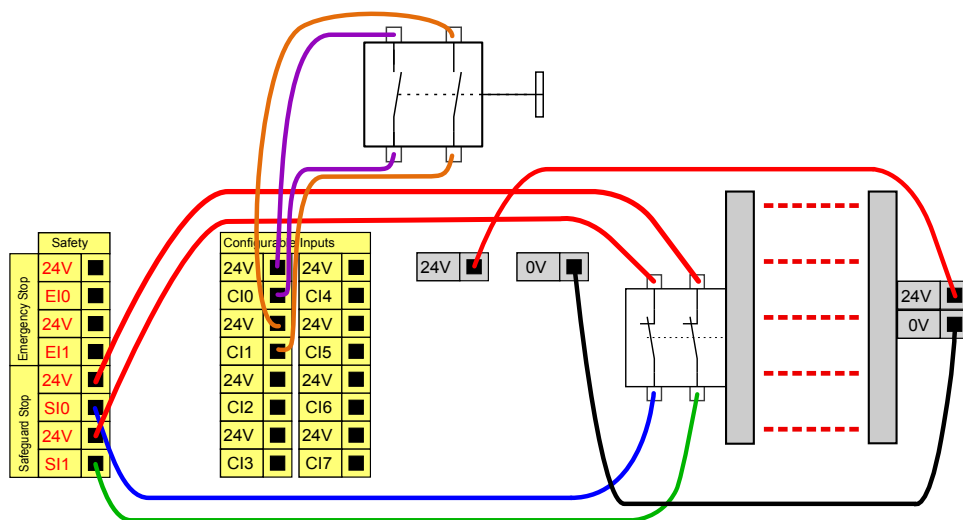 Safety
Emergency Stop
24V
EI0
24V
EI1
Safeguard Stop
24V
SI0
24V
SI1
Configurable Inputs
24V 24V
CI0 CI4
24V 24V
CI1 CI5
24V 24V
CI2 CI6
24V 24V
CI3 CI7
24V
0V
24V
0V